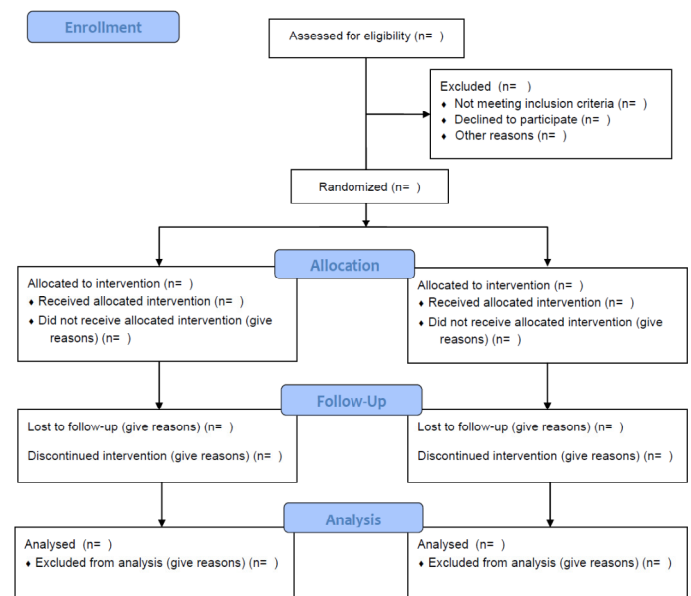 Enrollment
Assessed for eligibility (n= )
Excluded (n= )
♦ Not meeting inclusion criteria (n= )
♦ Declined to participate (n= )
♦ Other reasons (n= )
Randomized (n= )
Allocation
Allocated to intervention (n= )
♦ Received allocated intervention (n= )
♦ Did not receive allocated intervention (give
reasons) (n= )
Allocated to intervention (n= )
♦ Received allocated intervention (n= )
♦ Did not receive allocated intervention (give
reasons) (n= )
Follow-Up
Lost to follow-up (give reasons) (n= )
Discontinued intervention (give reasons) (n= )
Lost to follow-up (give reasons) (n= )
Discontinued intervention (give reasons) (n= )
Analysis
Analysed (n= )
♦ Excluded from analysis (give reasons) (n= )
Analysed (n= )
♦ Excluded from analysis (give reasons) (n= )